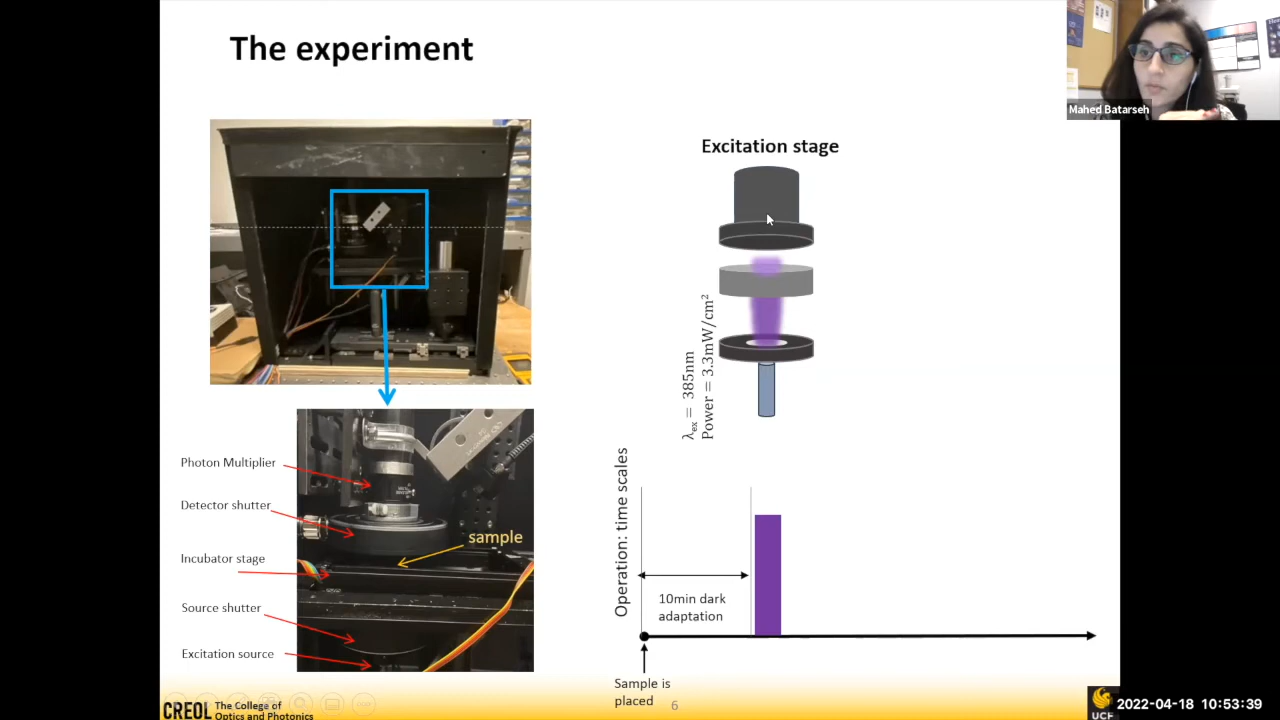 The experiment
Mahed Batarseh
Excitation stage
λex = 385nm
Power = 3.3mW/cm²
Photon Multiplier
Detector shutter
Incubator stage
Source shutter
Excitation source
sample
Operation: time scales
10min dark
adaptation
Sample is
placed
6
CREOL The College of
Optics and Photonics
UCF
2022-04-18 10:53:39